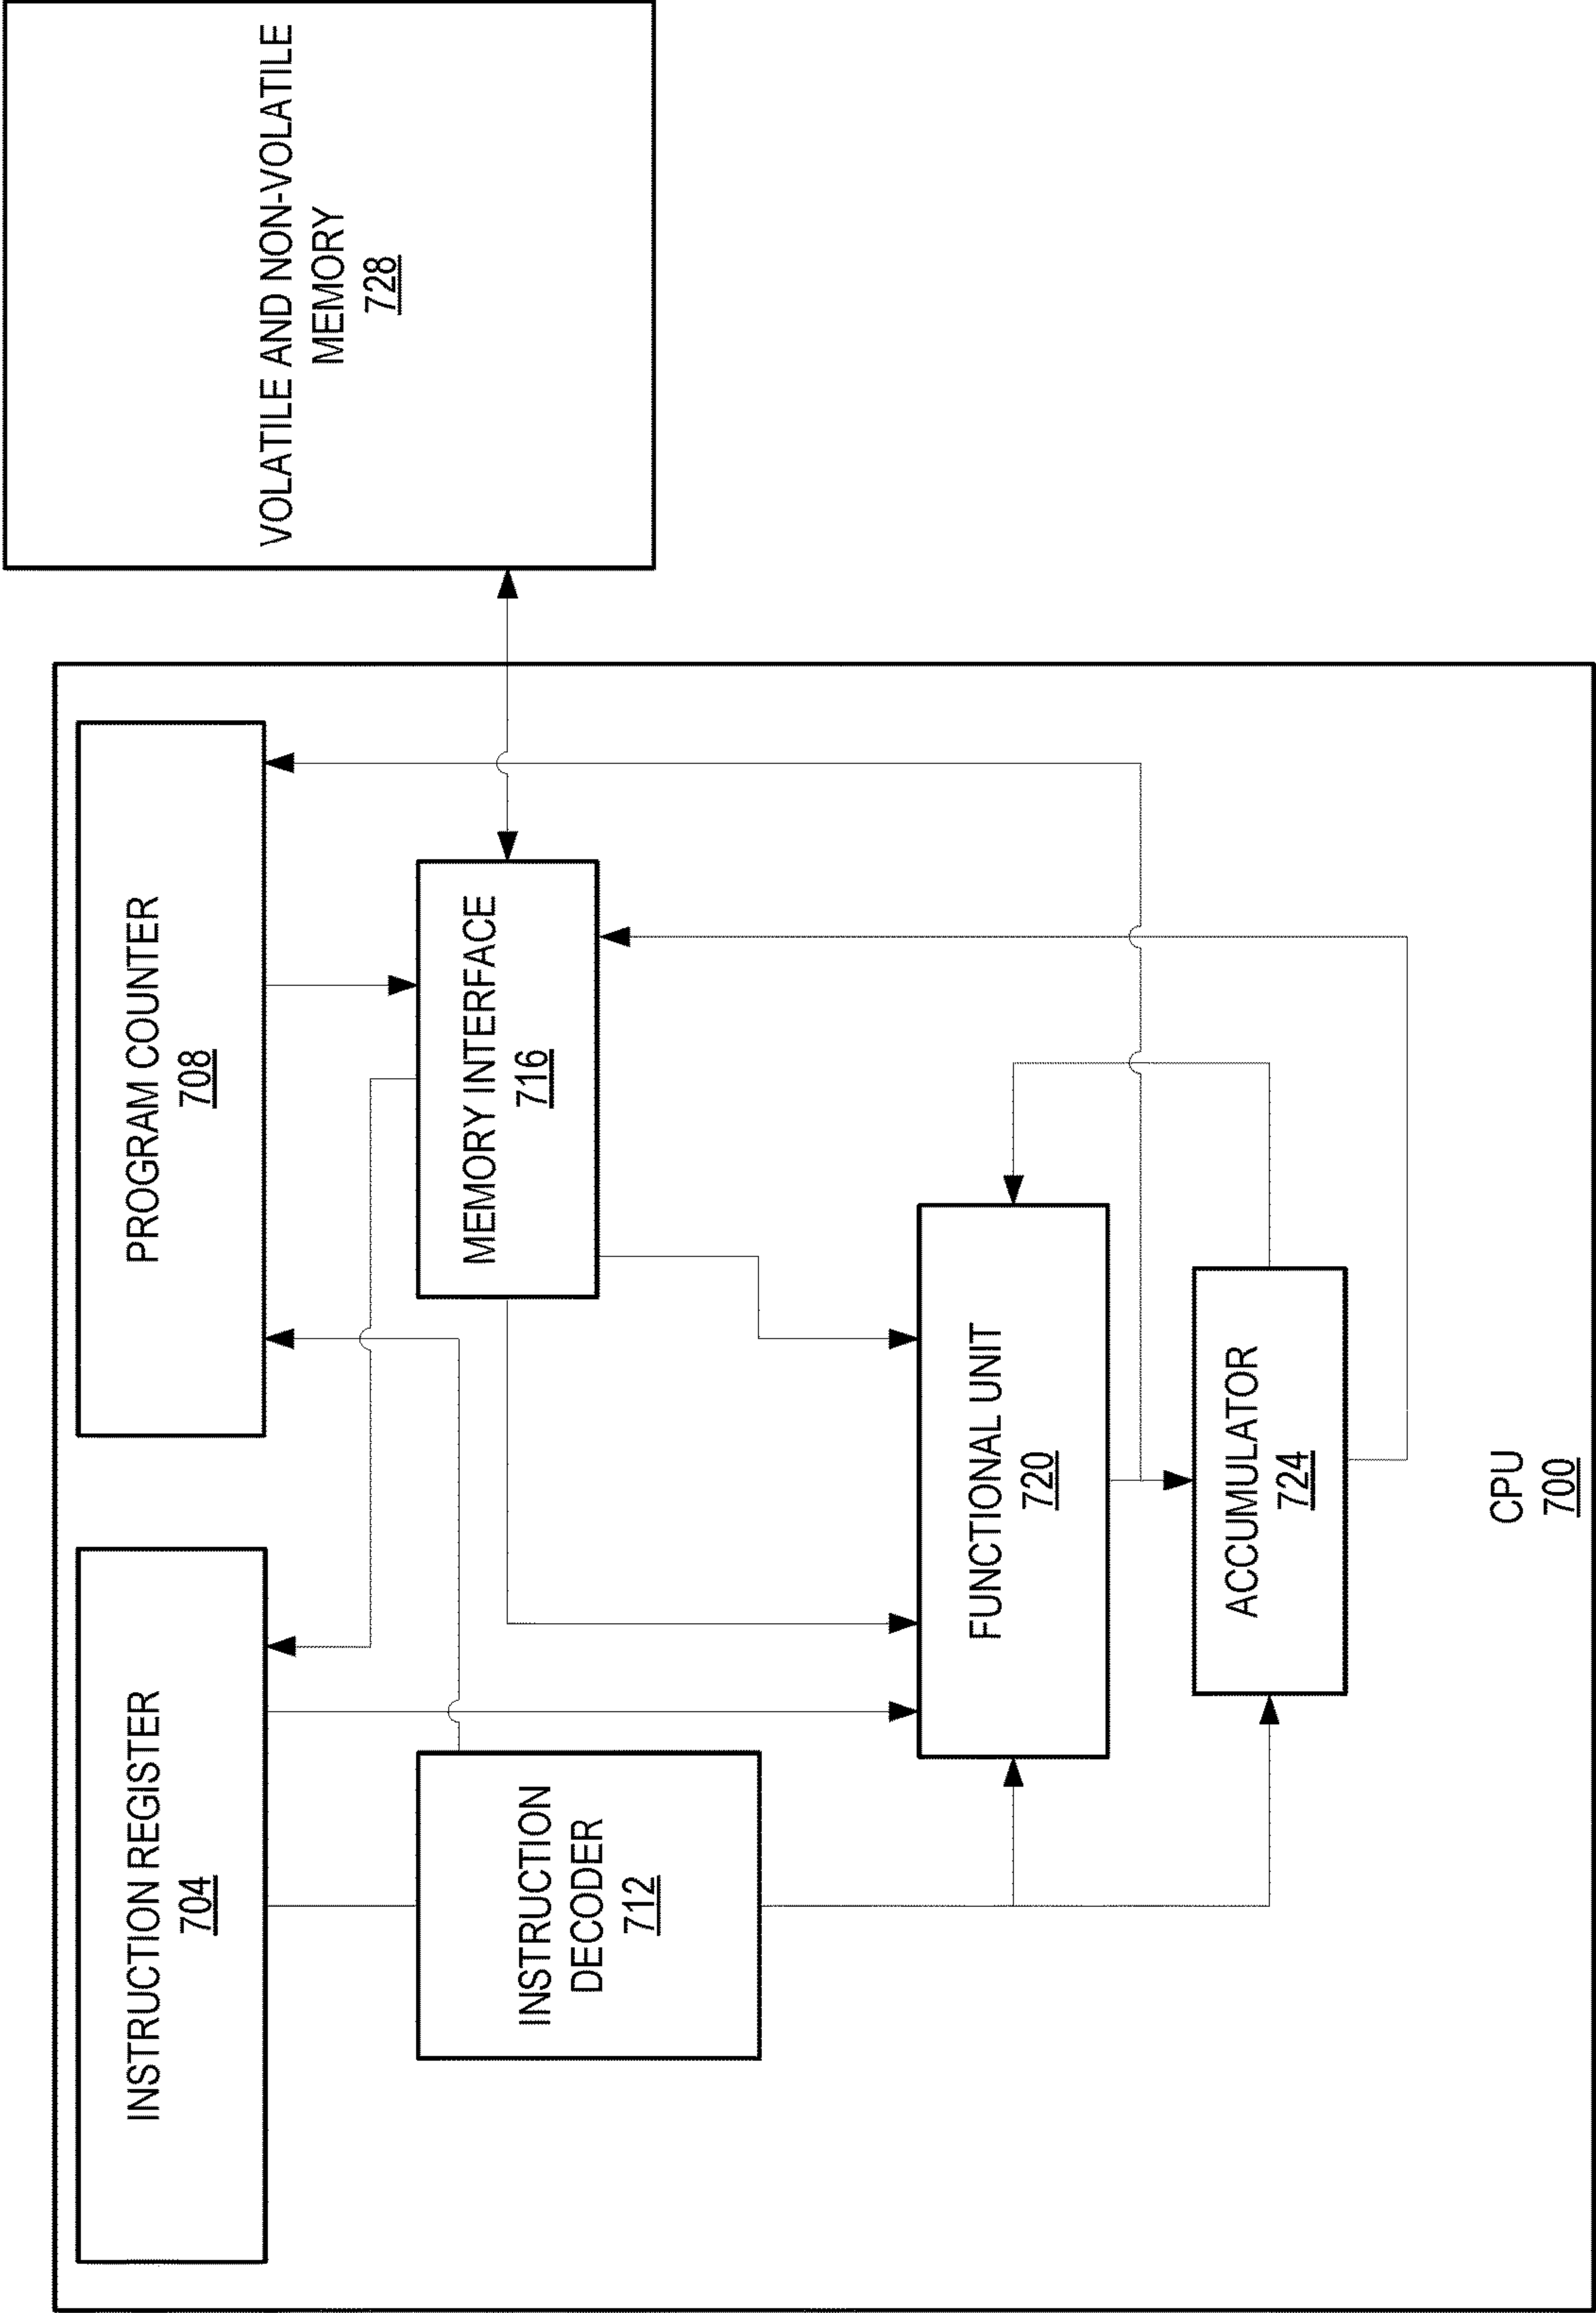 INSTRUCTION REGISTER
704
PROGRAM COUNTER
708
VOLATILE AND NON-VOLATILE
MEMORY
728
INSTRUCTION
DECODER
712
MEMORY INTERFACE
716
FUNCTIONAL UNIT
720
ACCUMULATOR
724
CPU
700